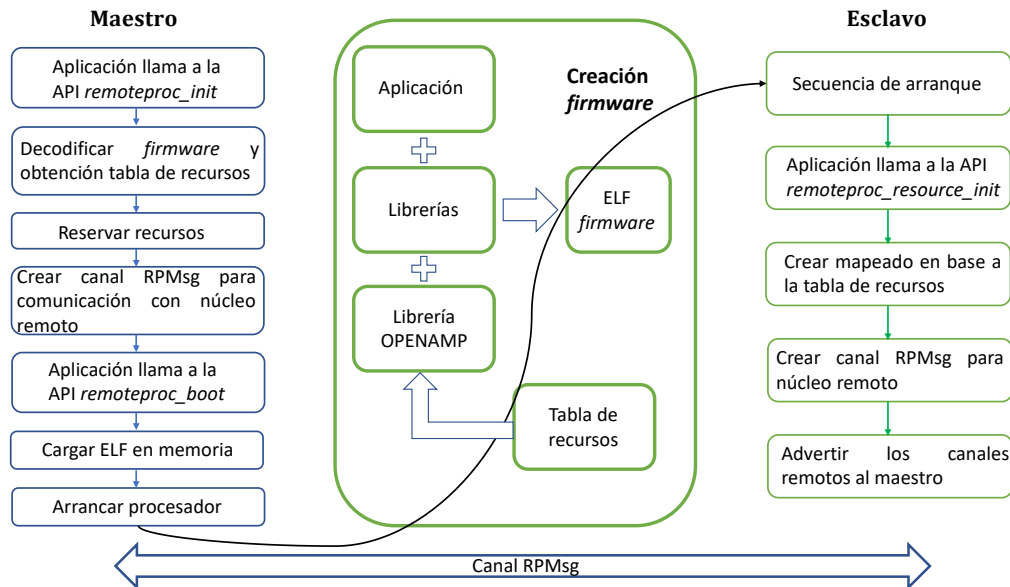 Maestro
Aplicación llama a la
API remoteproc_init
Decodificar firmware y
obtención tabla de recursos
Reservar recursos
Crear canal RPMsg para
comunicación con núcleo
remoto
Aplicación llama a la
API remoteproc_boot
Cargar ELF en memoria
Arrancar procesador
Creación
firmware
Aplicación
Librerías
ELF
firmware
Librería
OPENAMP
Tabla de
recursos
Esclavo
Secuencia de arranque
Aplicación llama a la API
remoteproc_resource_init
Crear mapeado en base a
la tabla de recursos
Crear canal RPMsg para
núcleo remoto
Advertir los canales
remotos al maestro
Canal RPMsg